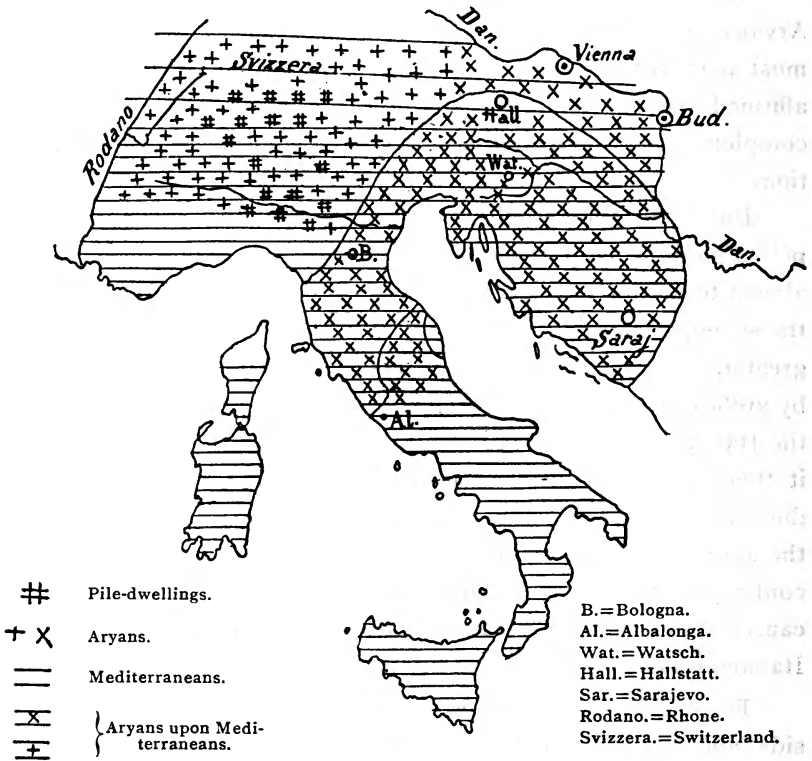 Dan.
Vienna
Svizzera
Hall
Bud.
Rodano
Wat.
B.
Dan.
Saraj
Al.
Pile-dwellings.
Aryans.
Mediterraneans.
Aryans upon Medi-
terraneans.
B.=Bologna.
Al.=Albalonga.
Wat.=Watsch.
Hall.=Hallstatt.
Sar.=Sarajevo.
Rodano.=Rhone.
Svizzera.=Switzerland.